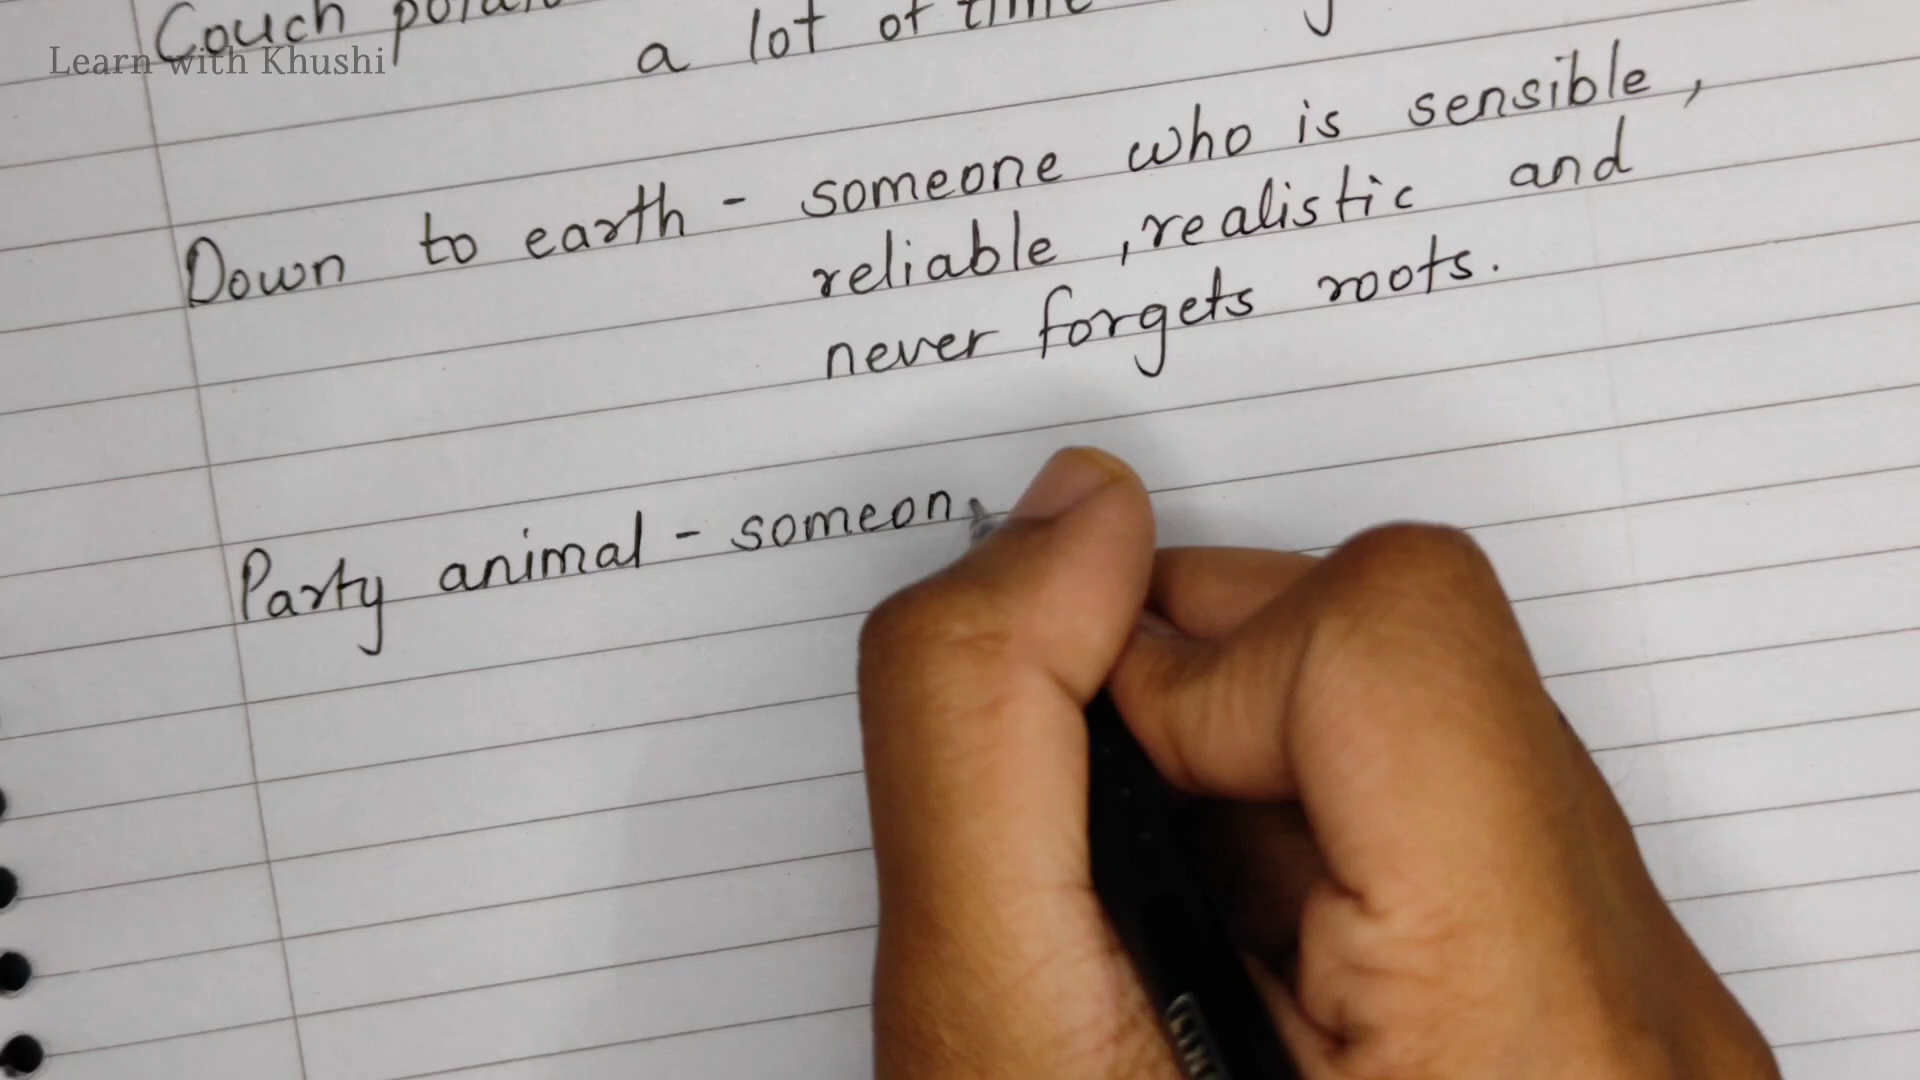 Couch
a lot of
Learn with Khushi
Down to earth - someone who is sensible,
reliable, realistic and
never forgets roots.
Party animal - someon